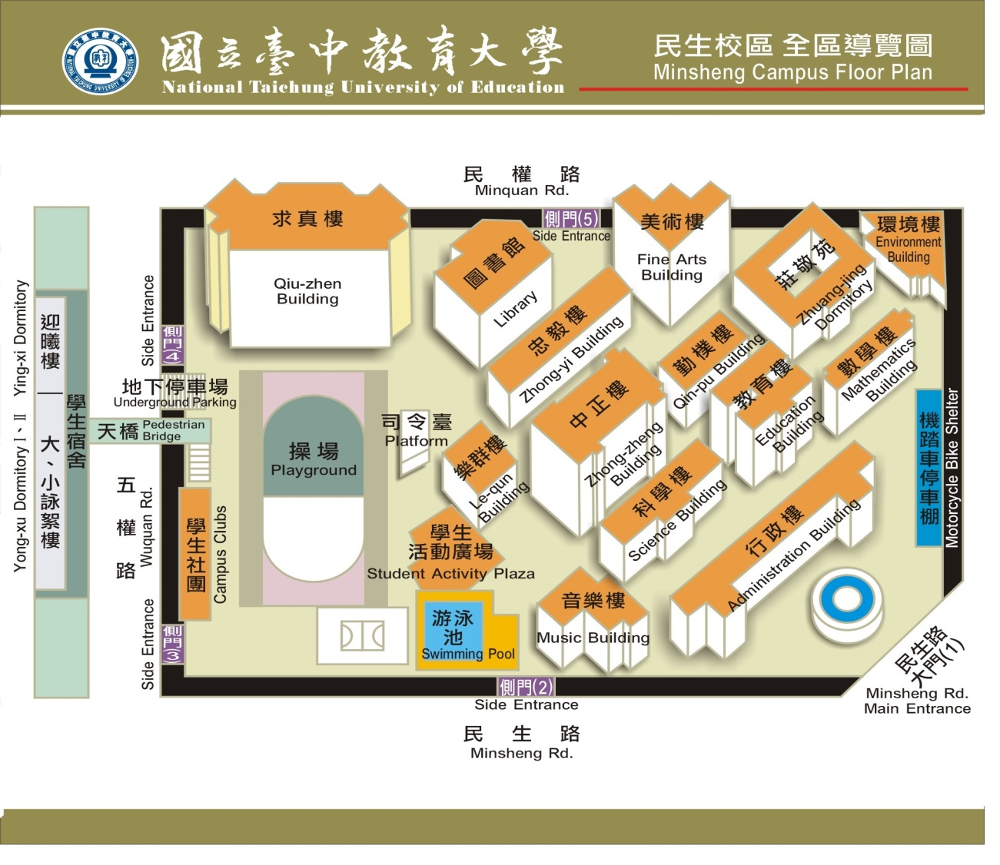 國立臺中教育大學
National Taichung University of Education
民生校區 全區導覽圖
Minsheng Campus Floor Plan
民 權 路
Minquan Rd.
求真樓
Qiu-zhen
Building
側門(5)
Side Entrance
圖書館
Library
美術樓
Fine Arts
Building
莊敬苑
Zhuang-jing
Dormitory
環境樓
Environment
Building
忠毅樓
Zhong-yi Building
勤樸樓
Qin-pu Building
教育樓
Education
Building
數學樓
Mathematics
Building
中正樓
Zhong-zheng
Building
Side Entrance
側門(4)
地下停車場
Underground Parking
天橋
Pedestrian
Bridge
Ying-xi Dormitory
Yong-xu Domitory I、II
迎曦樓
大、小詠絮樓
學生宿舍
五權路
Wuquan Rd.
學生社團
Campus Clubs
Side Entrance
側門3
操場
Playground
司令臺
Platform
樂群樓
Le-qun
Building
科學樓
Science Building
行政樓
Administration Building
機踏車停車棚
Motorcycle Bike Shelter
學生
活動廣場
Student Activity Plaza
游泳
池
Swimming Pool
音樂樓
Music Building
側門(2)
Side Entrance
民 生 路
Minsheng Rd.
民生路
大門(1)
Minsheng Rd.
Main Entrance